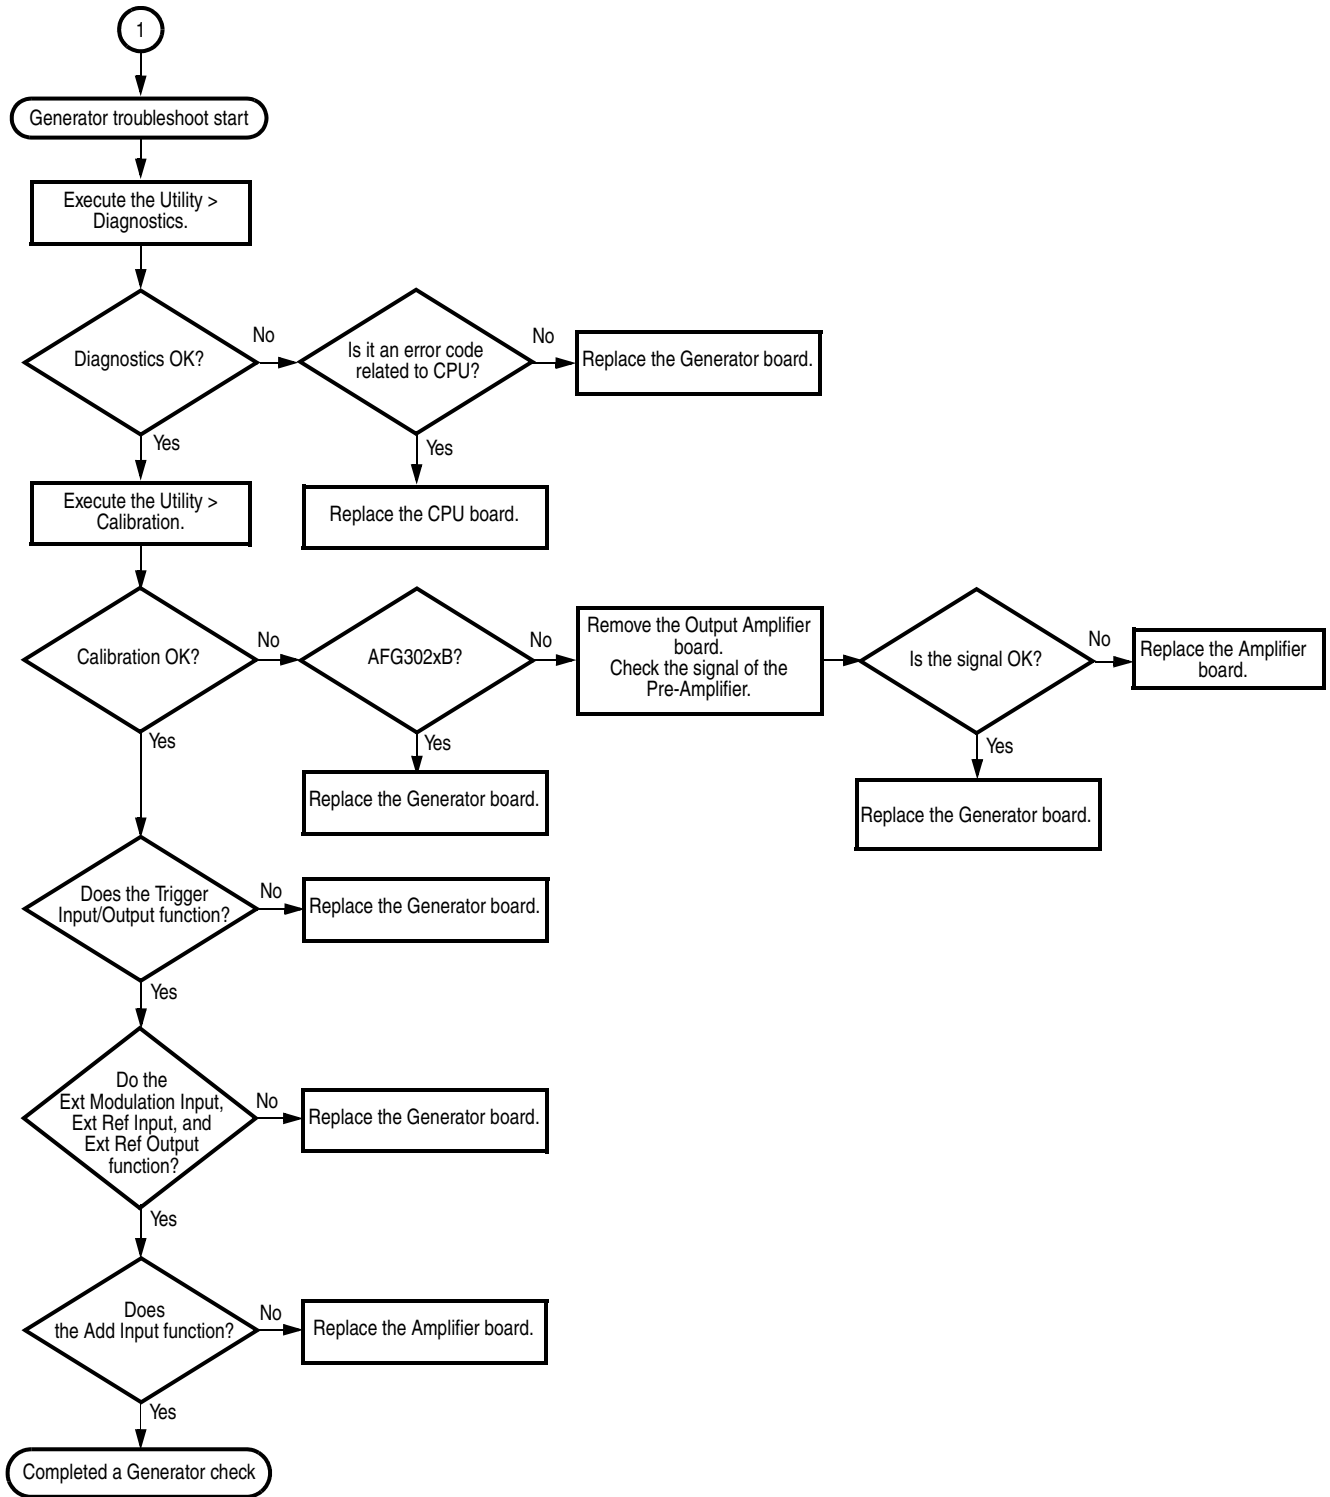 1
Generator troubleshoot start
Execute the Utility >
Diagnostics.
Diagnostics OK?
No
Is it an error code
related to CPU?
No
Replace the Generator board.
Yes
Yes
Execute the Utility >
Calibration.
Replace the CPU board.
Calibration OK?
No
AFG302xB?
No
Remove the Output Amplifier
board.
Check the signal of the
Pre-Amplifier.
Is the signal OK?
No
Replace the Amplifier
board.
Yes
Yes
Yes
Replace the Generator board.
Replace the Generator board.
Does the Trigger
Input/Output function?
No
Replace the Generator board.
Yes
Do the
Ext Modulation Input,
Ext Ref Input, and
Ext Ref Output
function?
No
Replace the Generator board.
Yes
Does
the Add Input function?
No
Replace the Amplifier board.
Yes
Completed a Generator check